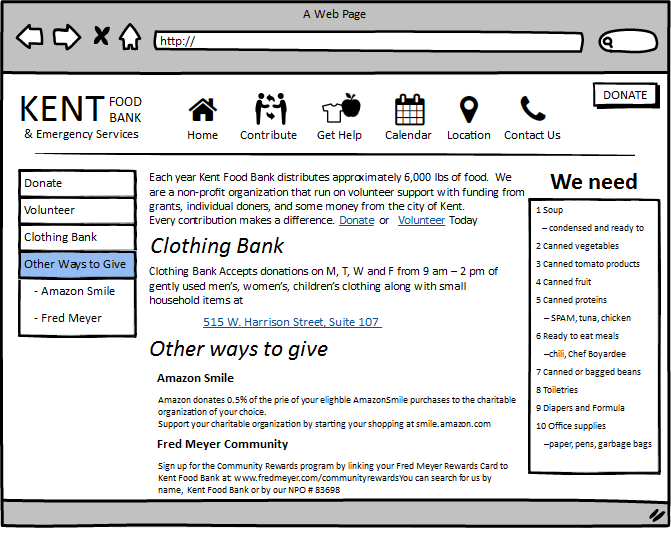 A Web Page
http://
DONATE
KENT FOOD
BANK
& Emergency Services
Home
Contribute
Get Help
Calendar
Location
Contact Us
Donate
Volunteer
Clothing Bank
Other Ways to Give
- Amazon Smile
- Fred Meyer
Each year Kent Food Bank distributes approximately 6,000 lbs of food. We
are a non-profit organization that run on volunteer support with funding from
grants, individual doners, and some money from the city of Kent.
Every contribution makes a difference. Donate or Volunteer Today
Clothing Bank
Clothing Bank Accepts donations on M, T, W and F from 9 am – 2 pm of
gently used men's, women's, children's clothing along with small
household items at
515 W. Harrison Street, Suite 107
Other ways to give
Amazon Smile
Amazon donates 0.5% of the prie of your elighble AmazonSmile purchases to the charitable
organization of your choice.
Support your charitable organization by starting your shopping at smile.amazon.com
Fred Meyer Community
Sign up for the Community Rewards program by linking your Fred Meyer Rewards Card to
Kent Food Bank at: www.fredmeyer.com/communityrewardsYou can search for us by
name, Kent Food Bank or by our NPO # 83698
We need
1 Soup
– condensed and ready to
2 Canned vegetables
3 Canned tomato products
4 Canned fruit
5 Canned proteins
– SPAM, tuna, chicken
6 Ready to eat meals
–chili, Chef Boyardee
7 Canned or bagged beans
8 Toiletries
9 Diapers and Formula
10 Office supplies
–paper, pens, garbage bags